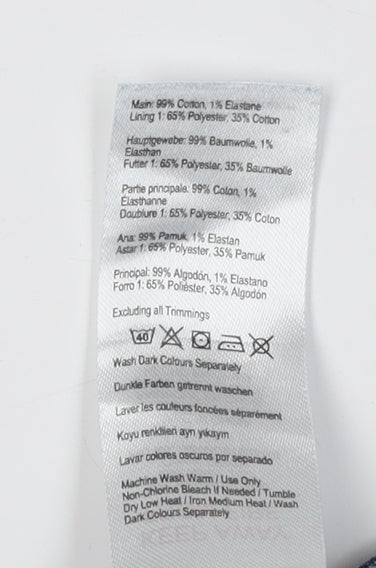 Main: 99% Cotton, 1% Elastane
Lining 1: 65% Polyester, 35% Cotton
Hauptgewebe: 99% Baumwolle, 1%
Elasthan
Futter 1: 65% Polyester, 35% Baumwolle
Partie principale: 99% Coton, 1%
Élasthanne
Doublure 1: 65% Polyester, 35% Coton
Ana: 99% Pamuk, 1% Elastan
Astar 1: 65% Polyester, 35% Pamuk
Principal: 99% Algodón, 1% Elastano
Forro 1: 65% Poliéster, 35% Algodón
Excluding all Trimmings
40
Wash Dark Colours Separately
Dunkle Farben getrennt waschen
Laver les couleurs foncées séparément
Koyu renklileri ayn yıkayın
Lavar colores oscuros por separado
Machine Wash Warm / Use Only
Non-Chlorine Bleach If Needed / Tumble
Dry Low Heat / Iron Medium Heat / Wash
Dark Colours Separately